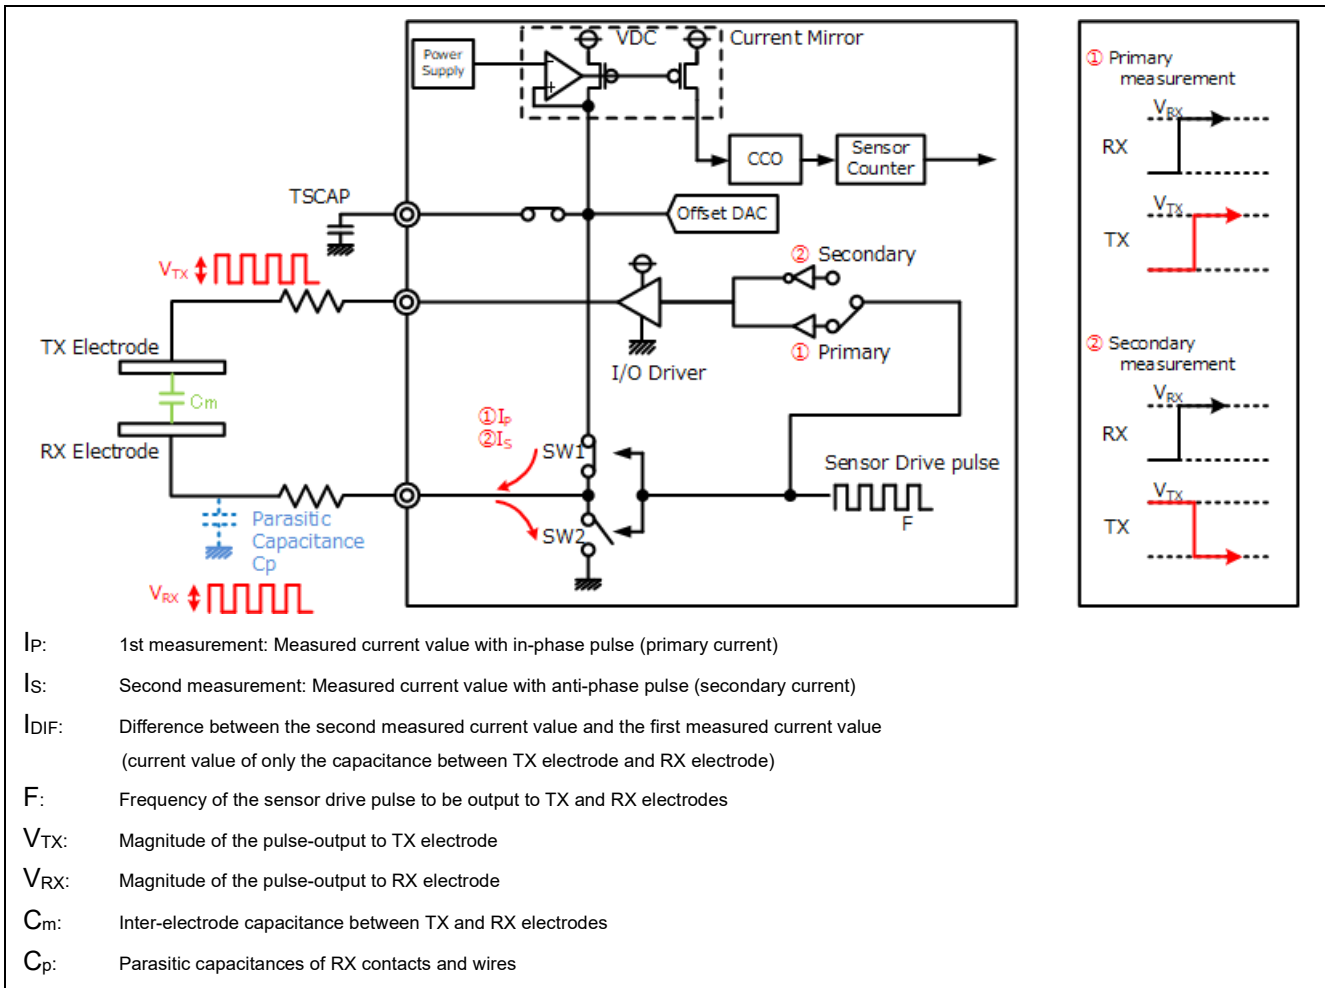 Power
Supply
VDC
Current Mirror
-
+
CCO
Sensor
Counter
TSCAP
Offset DAC
VTX
② Secondary
① Primary
I/O Driver
TX Electrode
Cm
RX Electrode
①IP
②IS
SW1
SW2
Sensor Drive pulse
F
Parasitic
Capacitance
Cp
VRX
① Primary
measurement
VRX
RX
VTX
TX
② Secondary
measurement
VRX
RX
VTX
TX
IP: 1st measurement: Measured current value with in-phase pulse (primary current)
IS: Second measurement: Measured current value with anti-phase pulse (secondary current)
IDIF: Difference between the second measured current value and the first measured current value
(current value of only the capacitance between TX electrode and RX electrode)
F: Frequency of the sensor drive pulse to be output to TX and RX electrodes
VTX: Magnitude of the pulse-output to TX electrode
VRX: Magnitude of the pulse-output to RX electrode
Cm: Inter-electrode capacitance between TX and RX electrodes
Cp: Parasitic capacitances of RX contacts and wires